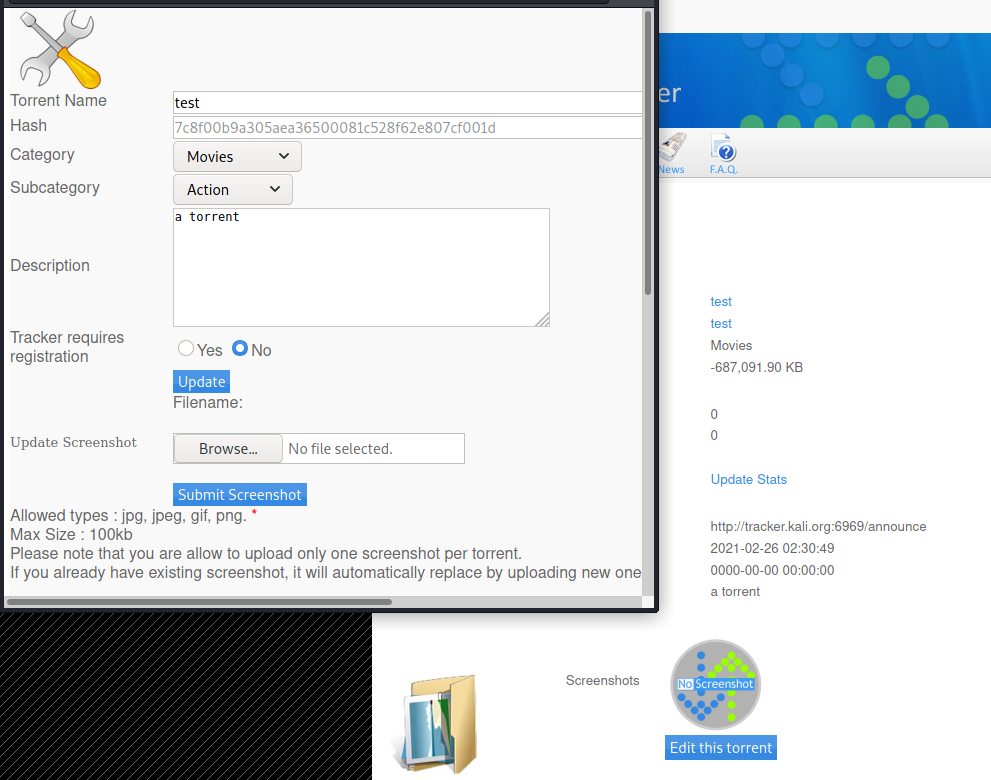 Torrent Name
test
Hash
7c8f00b9a305aea36500081c528f62e807cf001d
Category
Movies
Subcategory
Action
Description
a torrent
Tracker requires
registration
Yes No
Update
Filename:
Update Screenshot
Browse... No file selected.
Submit Screenshot
Allowed types : jpg, jpeg, gif, png. *
Max Size : 100kb
Please note that you are allow to upload only one screenshot per torrent.
If you already have existing screenshot, it will automatically replace by uploading new one
er
News
F.A.Q.
test
test
Movies
-687,091.90 KB
0
0
Update Stats
http://tracker.kali.org:6969/announce
2021-02-26 02:30:49
0000-00-00 00:00:00
a torrent
Screenshots
No Screenshot
Edit this torrent